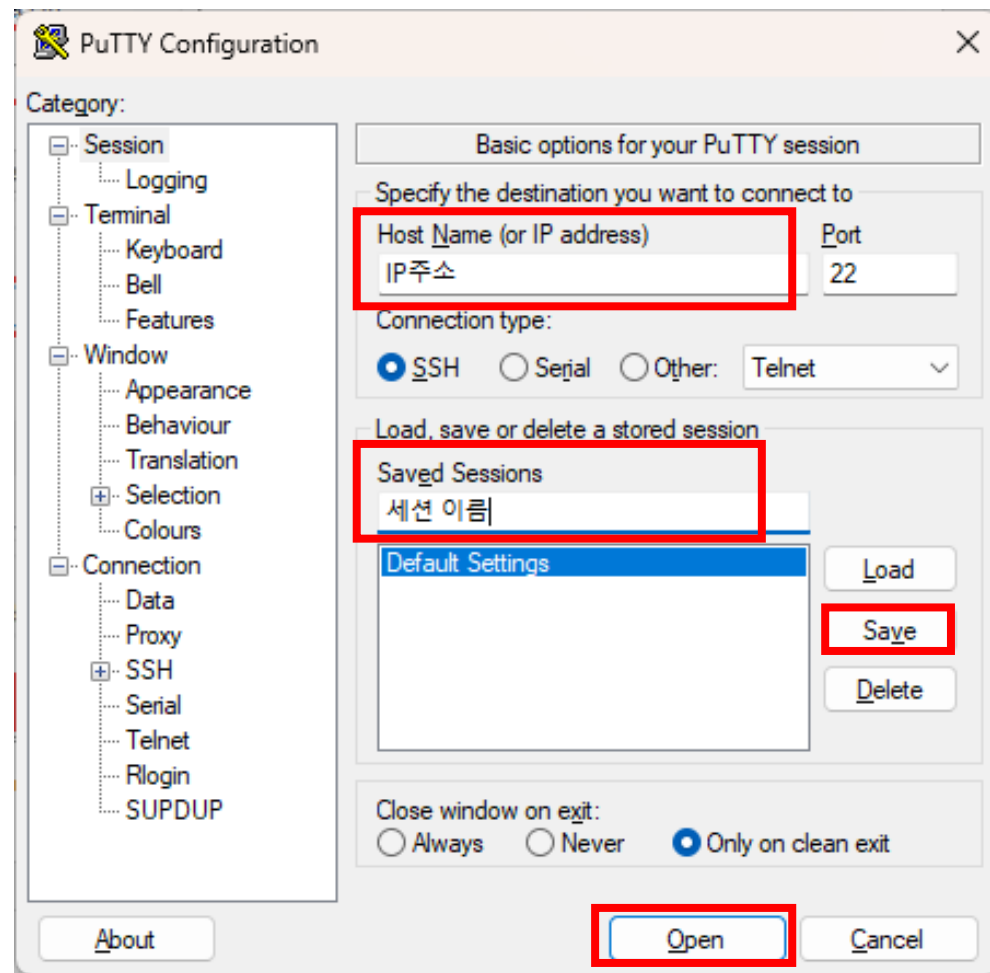 PuTTY Configuration
Category:
Session
Logging
Terminal
Keyboard
Bell
Features
Window
Appearance
Behaviour
Translation
Selection
Colours
Connection
Data
Proxy
SSH
Serial
Telnet
Rlogin
SUPDUP
Basic options for your PuTTY session
Specify the destination you want to connect to
Host Name (or IP address) Port
IP주소 22
Connection type:
SSH Serial Other: Telnet
Load, save or delete a stored session
Saved Sessions
세션 이름
Default Settings
Load
Save
Delete
Close window on exit:
Always Never Only on clean exit
About Open Cancel